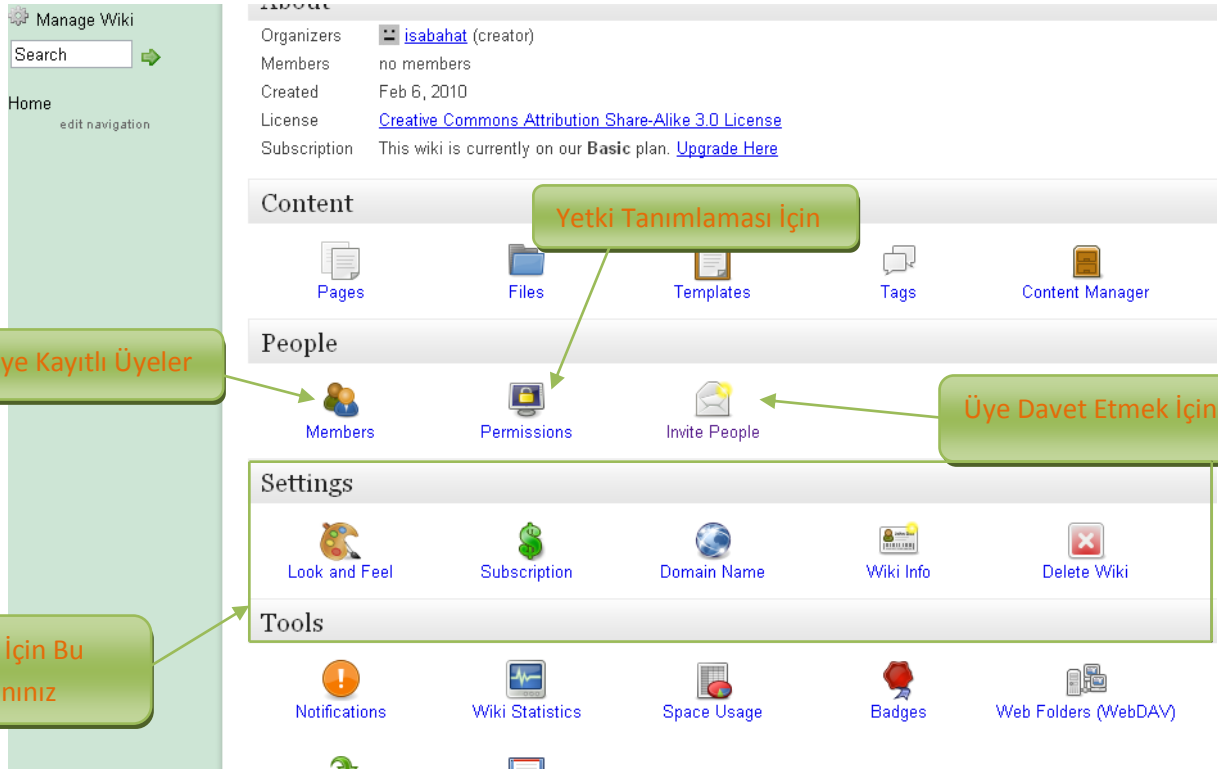 Manage Wiki
Search
Home
edit navigation
About
Organizers isabahat (creator)
Members no members
Created Feb 6, 2010
License Creative Commons Attribution Share-Alike 3.0 License
Subscription This wiki is currently on our Basic plan. Upgrade Here
Content
Yetki Tanımlaması İçin
Pages Files Templates Tags Content Manager
People
ye Kayıtlı Üyeler
Üye Davet Etmek İçin
Members Permissions Invite People
Settings
Look and Feel Subscription Domain Name Wiki Info Delete Wiki
Tools
İçin Bu
nınız
Notifications Wiki Statistics Space Usage Badges Web Folders (WebDAV)